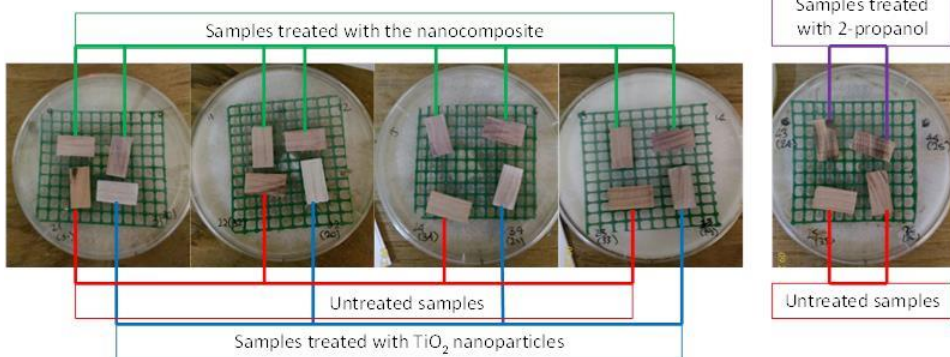 Samples treated with the nanocomposite
Samples treated
with 2-propanol
Untreated samples
Untreated samples
Samples treated with TiO₂ nanoparticles